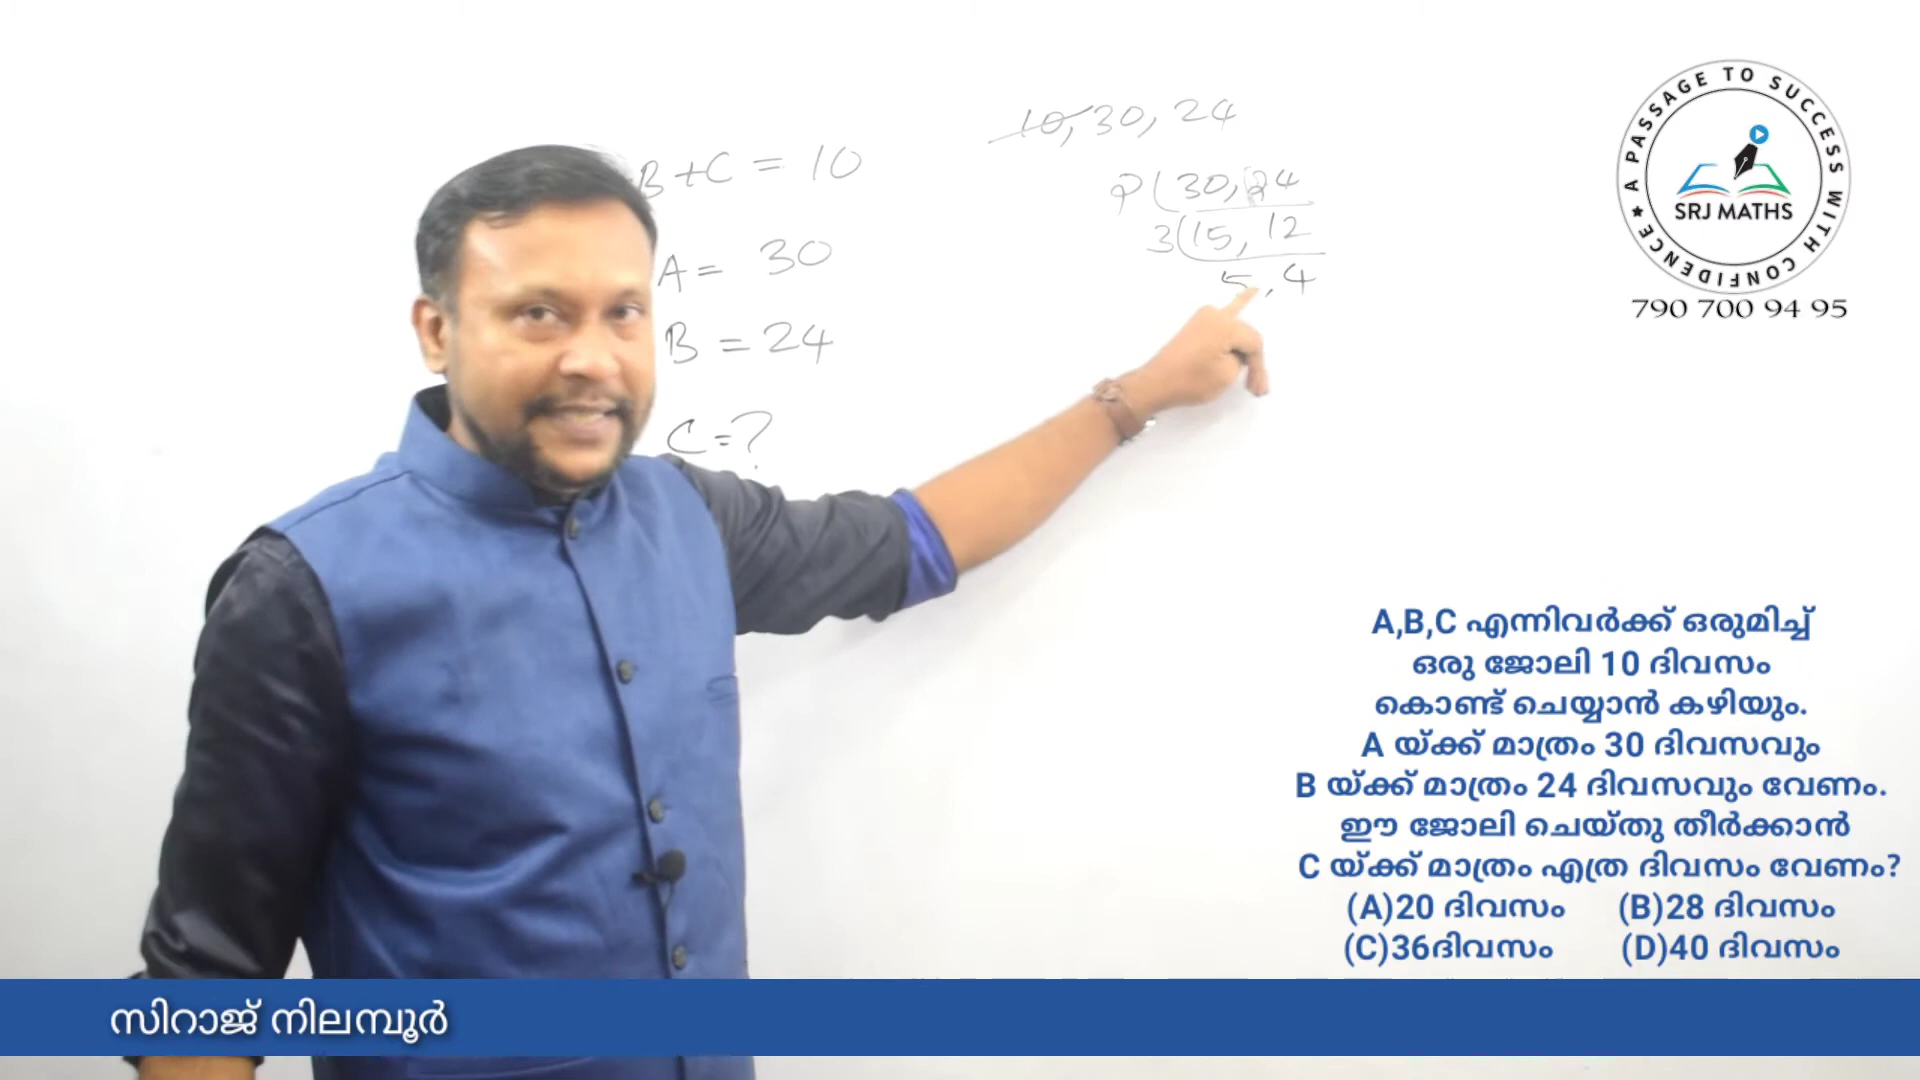 10, 30, 24
B + C = 10
2 ( 30, 24
3 ( 15, 12
5, 4
A = 30
B = 24
C = ?
A PASSAGE TO SUCCESS WITH CONFIDENCE ★
SRJ MATHS
790 700 94 95
A,B,C എന്നിവർക്ക് ഒരുമിച്ച്
ഒരു ജോലി 10 ദിവസം
കൊണ്ട് ചെയ്യാൻ കഴിയും.
A യ്ക്ക് മാത്രം 30 ദിവസവും
B യ്ക്ക് മാത്രം 24 ദിവസവും വേണം.
ഈ ജോലി ചെയ്തു തീർക്കാൻ
C യ്ക്ക് മാത്രം എത്ര ദിവസം വേണം?
(A)20 ദിവസം (B)28 ദിവസം
(C)36ദിവസം (D)40 ദിവസം
സിറാജ് നിലമ്പൂർ